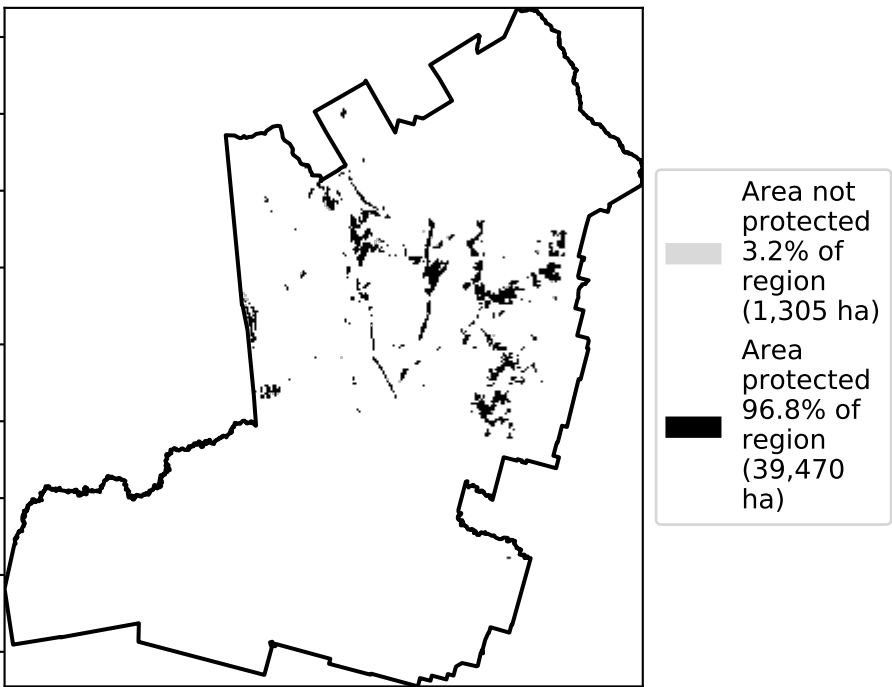 Area not
protected
3.2% of
region
(1,305 ha)
Area
protected
96.8% of
region
(39,470
ha)